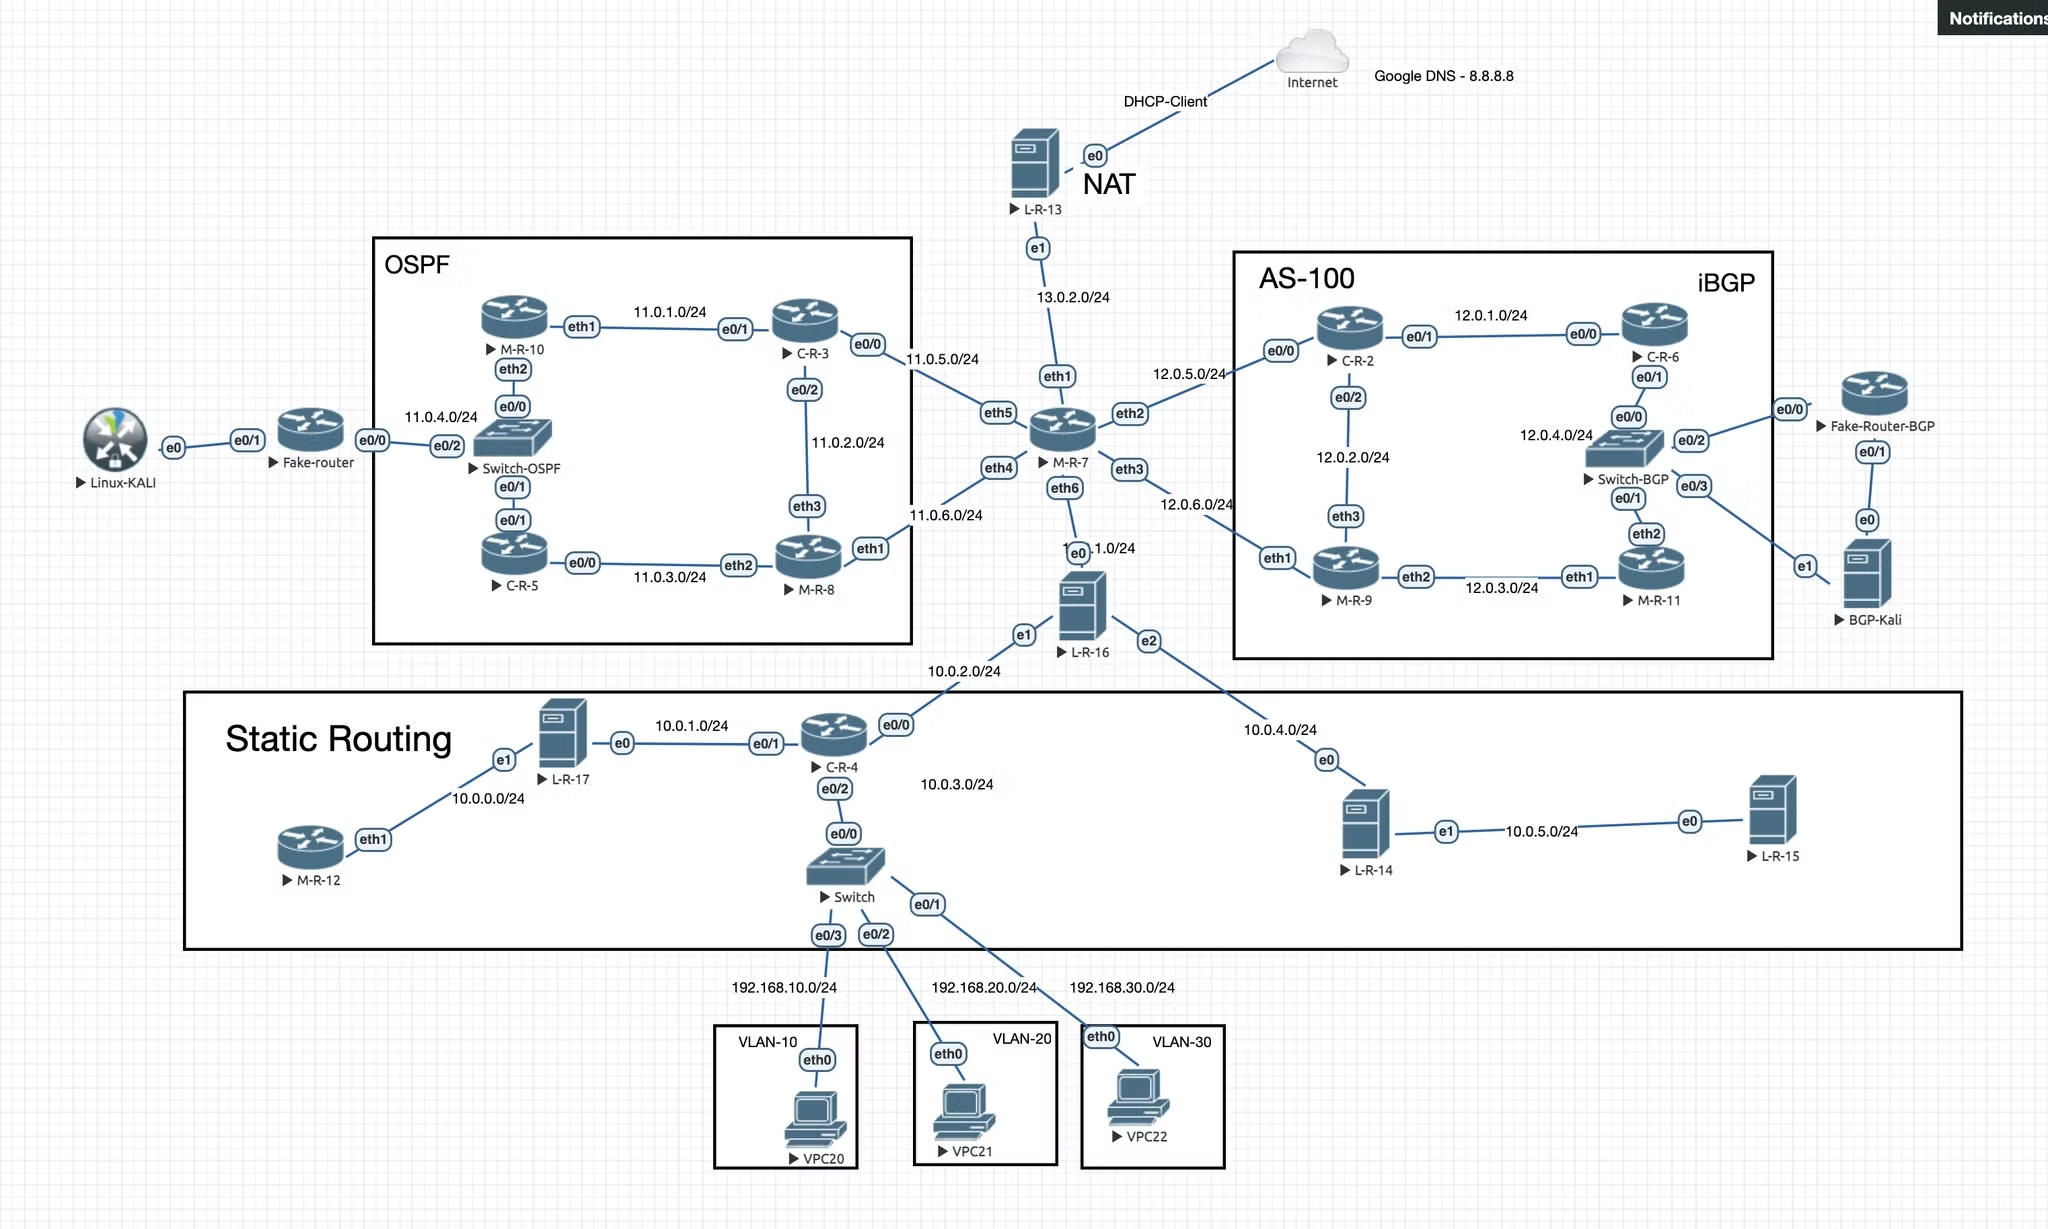 Notifications
Internet
Google DNS - 8.8.8.8
DHCP-Client
e0
NAT
L-R-13
e1
13.0.2.0/24
eth1
OSPF
M-R-10
eth1
11.0.1.0/24
e0/1
C-R-3
e0/0
11.0.5.0/24
eth2
e0/0
e0/2
11.0.4.0/24
Linux-KALI
e0
e0/1
Fake-router
e0/0
e0/2
Switch-OSPF
11.0.2.0/24
e0/1
e0/1
eth3
C-R-5
e0/0
11.0.3.0/24
eth2
M-R-8
eth1
11.0.6.0/24
eth5
eth4
M-R-7
eth2
eth3
eth6
12.0.5.0/24
12.0.6.0/24
AS-100
iBGP
e0/0
C-R-2
e0/1
12.0.1.0/24
e0/0
C-R-6
e0/1
e0/2
12.0.2.0/24
eth3
e0/0
12.0.4.0/24
Switch-BGP
e0/2
e0/3
e0/1
eth2
eth1
M-R-9
eth2
12.0.3.0/24
eth1
M-R-11
e0/0
Fake-Router-BGP
e0/1
e0
e1
BGP-Kali
e0
.1.0/24
L-R-16
e1
e2
10.0.2.0/24
10.0.4.0/24
Static Routing
L-R-17
e0
10.0.1.0/24
e0/1
C-R-4
e0/0
e1
10.0.0.0/24
eth1
M-R-12
e0/2
10.0.3.0/24
e0/0
Switch
e0/3
e0/2
e0/1
e0
L-R-14
e1
10.0.5.0/24
e0
L-R-15
192.168.10.0/24
192.168.20.0/24
192.168.30.0/24
VLAN-10
eth0
VPC20
VLAN-20
eth0
VPC21
VLAN-30
eth0
VPC22